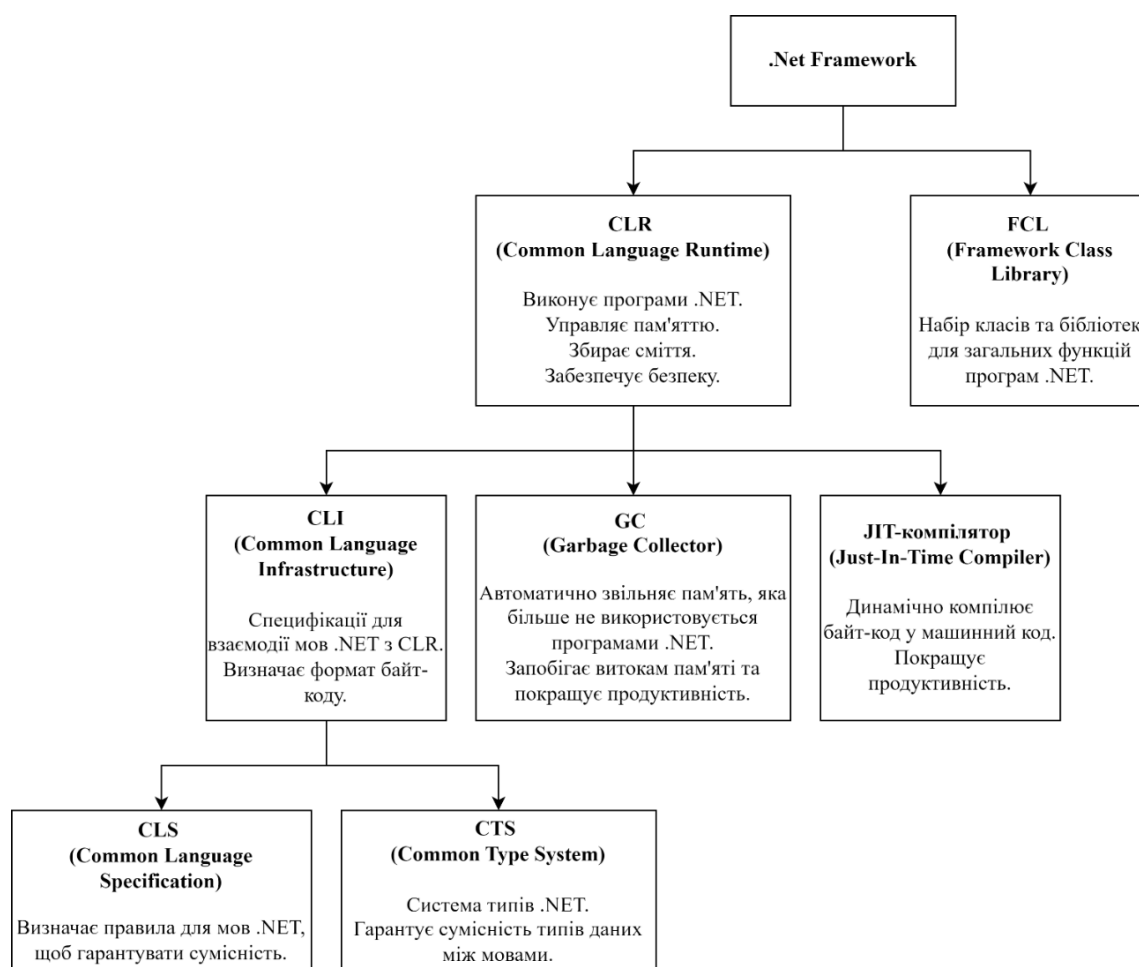 .Net Framework
CLR
(Common Language Runtime)
Виконує програми .NET.
Управляє пам'яттю.
Збирає сміття.
Забезпечує безпеку.
FCL
(Framework Class
Library)
Набір класів та бібліотек
для загальних функцій
програм .NET.
CLI
(Common Language
Infrastructure)
Специфікації для
взаємодії мов .NET з CLR.
Визначає формат байт-
коду.
GC
(Garbage Collector)
Автоматично звільняє пам'ять, яка
більше не використовується
програмами .NET.
Запобігає витокам пам'яті та
покращує продуктивність.
JIT-компілятор
(Just-In-Time Compiler)
Динамічно компілює
байт-код у машинний код.
Покращує
продуктивність.
CLS
(Common Language
Specification)
Визначає правила для мов .NET,
щоб гарантувати сумісність.
CTS
(Common Type System)
Система типів .NET.
Гарантує сумісність типів даних
між мовами.